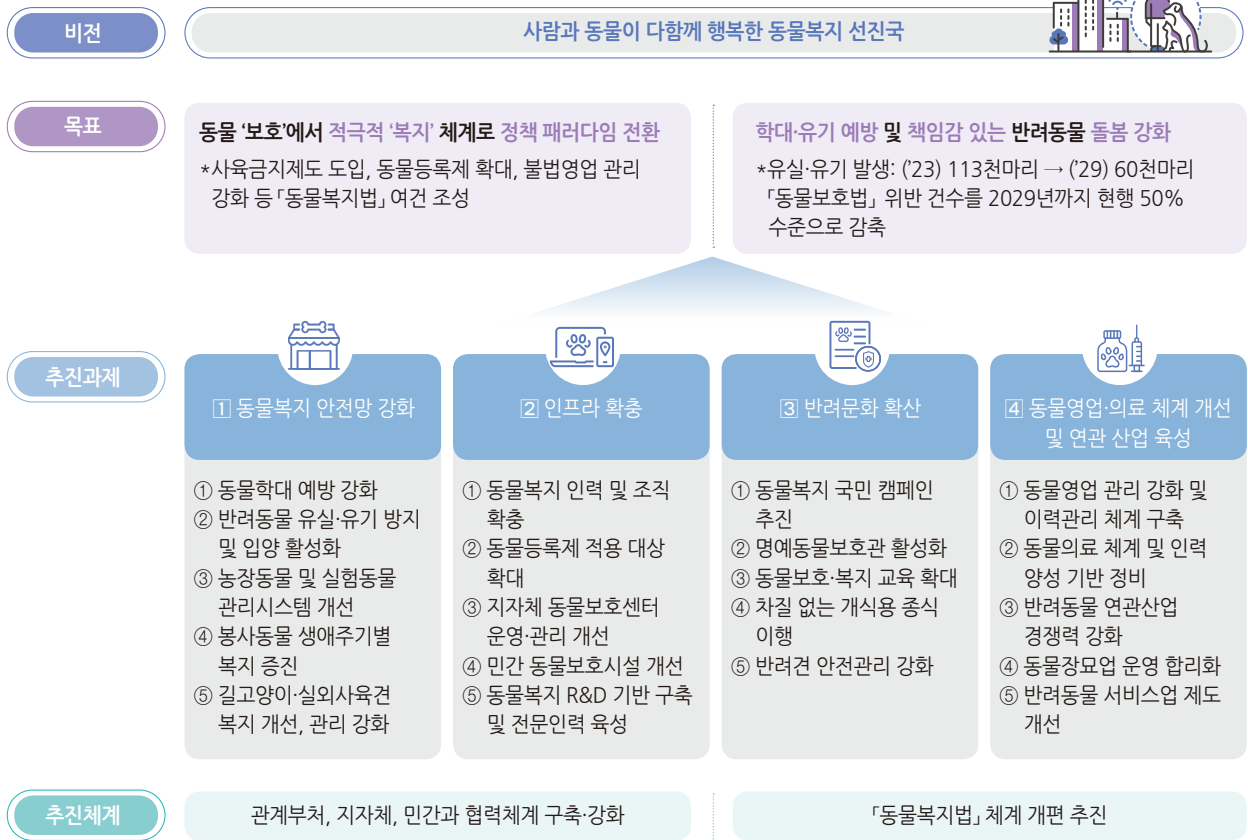 비전
사람과 동물이 다함께 행복한 동물복지 선진국
목표
동물 ‘보호’에서 적극적 ‘복지’ 체계로 정책 패러다임 전환
*사육금지제도 도입, 동물등록제 확대, 불법영업 관리
강화 등 「동물복지법」 여건 조성
학대·유기 예방 및 책임감 있는 반려동물 돌봄 강화
*유실·유기 발생: (’23) 113천마리 → (’29) 60천마리
「동물보호법」 위반 건수를 2029년까지 현행 50%
수준으로 감축
추진과제
1 동물복지 안전망 강화
① 동물학대 예방 강화
② 반려동물 유실·유기 방지
및 입양 활성화
③ 농장동물 및 실험동물
관리시스템 개선
④ 봉사동물 생애주기별
복지 증진
⑤ 길고양이·실외사육견
복지 개선, 관리 강화
2 인프라 확충
① 동물복지 인력 및 조직
확충
② 동물등록제 적용 대상
확대
③ 지자체 동물보호센터
운영·관리 개선
④ 민간 동물보호시설 개선
⑤ 동물복지 R&D 기반 구축
및 전문인력 육성
3 반려문화 확산
① 동물복지 국민 캠페인
추진
② 명예동물보호관 활성화
③ 동물보호·복지 교육 확대
④ 차질 없는 개식용 종식
이행
⑤ 반려견 안전관리 강화
4 동물영업·의료 체계 개선
및 연관 산업 육성
① 동물영업 관리 강화 및
이력관리 체계 구축
② 동물의료 체계 및 인력
양성 기반 정비
③ 반려동물 연관산업
경쟁력 강화
④ 동물장묘업 운영 합리화
⑤ 반려동물 서비스업 제도
개선
추진체계
관계부처, 지자체, 민간과 협력체계 구축·강화
「동물복지법」 체계 개편 추진